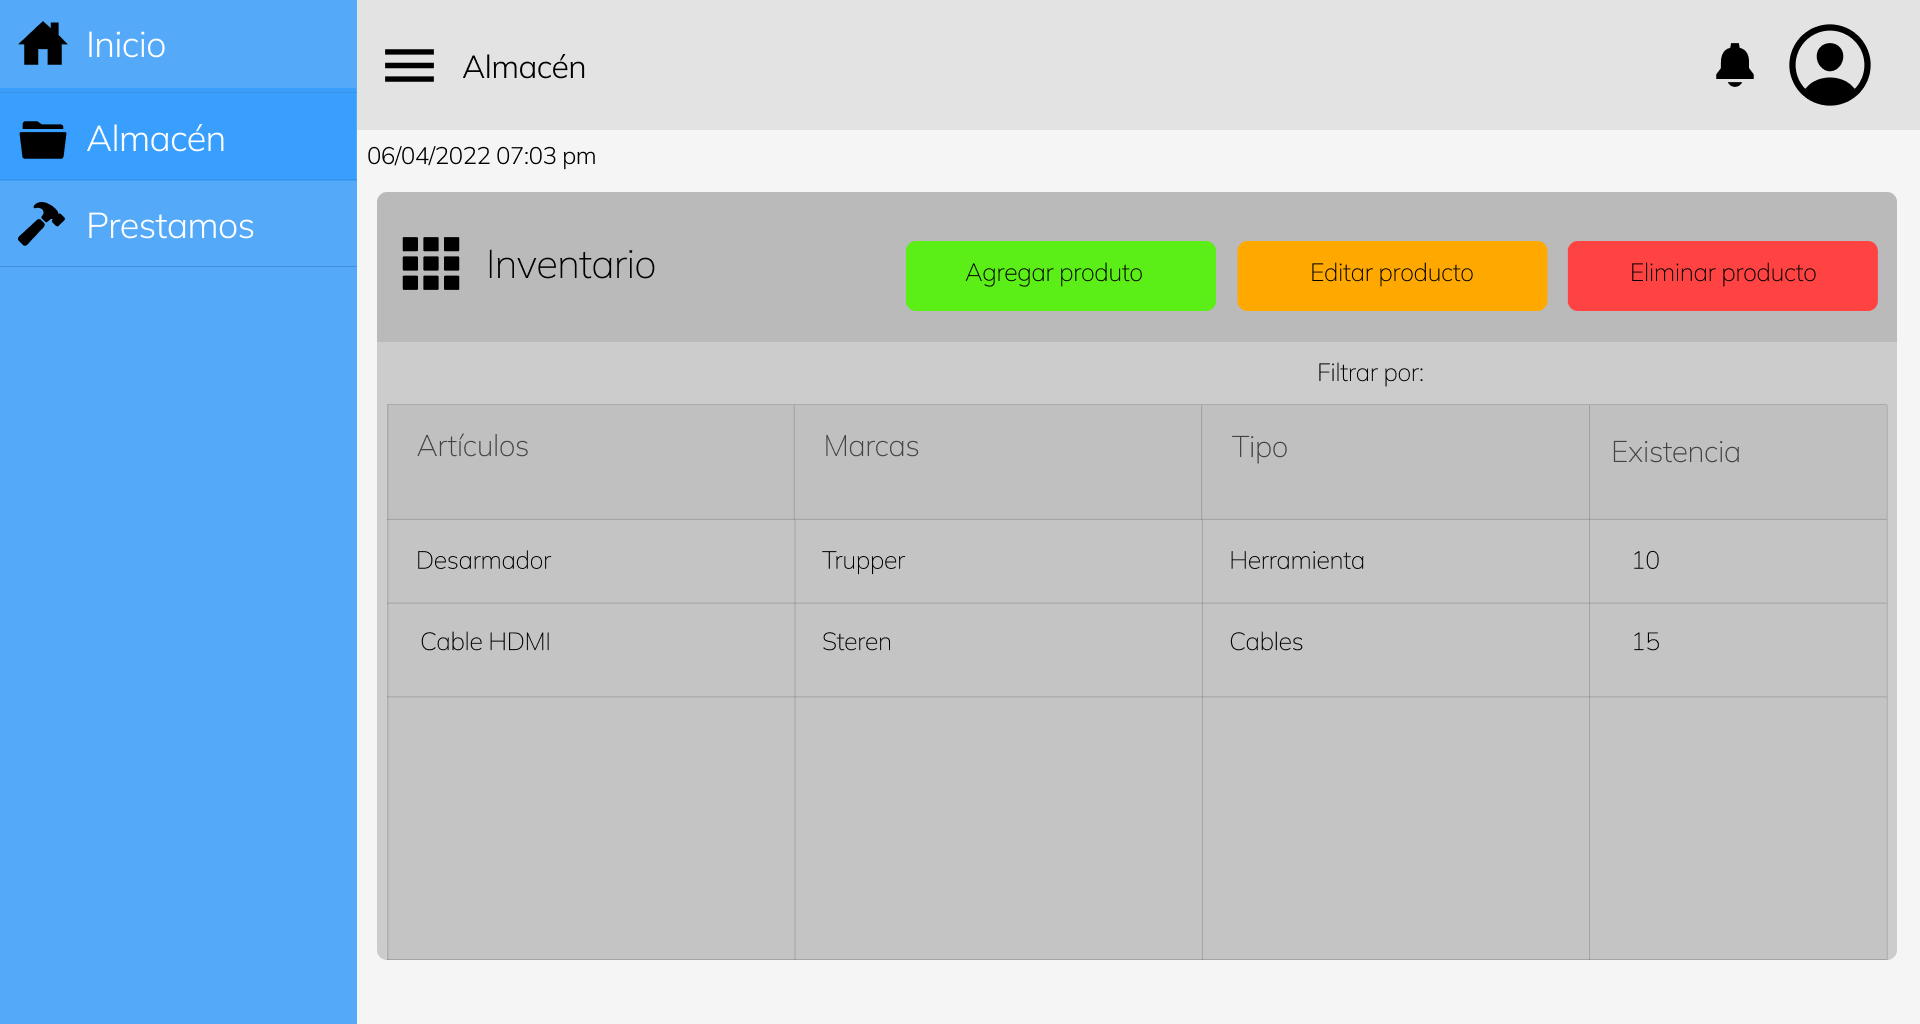 Inicio
Almacén
Prestamos
Almacén
06/04/2022 07:03 pm
Inventario
Agregar produto
Editar producto
Eliminar producto
Filtrar por:
Artículos Marcas Tipo Existencia
Desarmador Trupper Herramienta 10
Cable HDMI Steren Cables 15